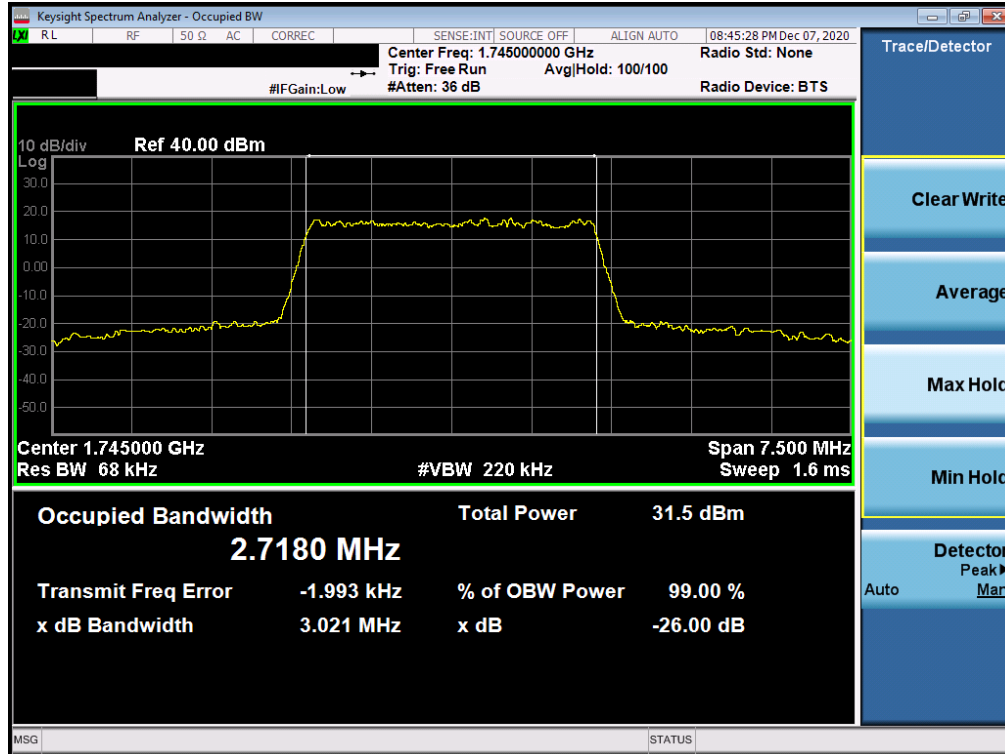 Keysight Spectrum Analyzer - Occupied BW
LXI RL RF 50 Ω AC CORREC SENSE:INT SOURCE OFF ALIGN AUTO 08:45:28 PM Dec 07, 2020
Center Freq: 1.745000000 GHz Radio Std: None
Trig: Free Run Avg|Hold: 100/100
#IFGain:Low #Atten: 36 dB Radio Device: BTS
Trace/Detector
10 dB/div Ref 40.00 dBm
Log
30.0
20.0
10.0
0.00
-10.0
-20.0
-30.0
-40.0
-50.0
Center 1.745000 GHz Span 7.500 MHz
Res BW 68 kHz #VBW 220 kHz Sweep 1.6 ms
Occupied Bandwidth Total Power 31.5 dBm
2.7180 MHz
Transmit Freq Error -1.993 kHz % of OBW Power 99.00 %
x dB Bandwidth 3.021 MHz x dB -26.00 dB
Clear Write
Average
Max Hold
Min Hold
Detector
Peak
Auto Man
MSG STATUS